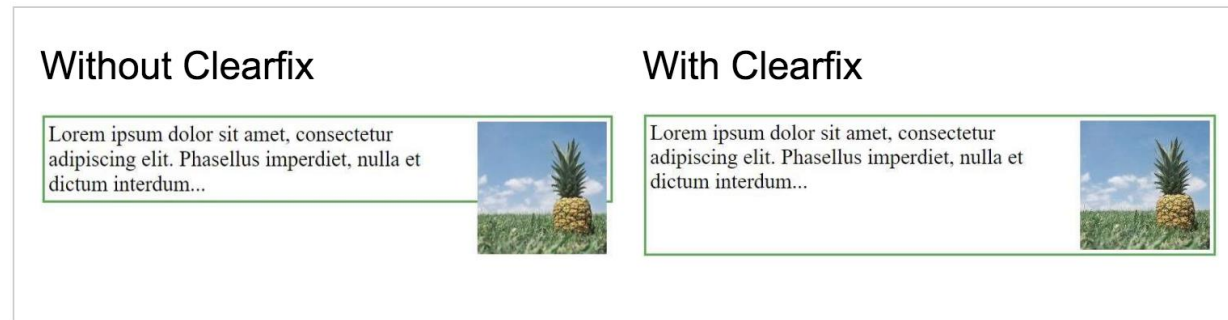 Without Clearfix
Lorem ipsum dolor sit amet, consectetur
adipiscing elit. Phasellus imperdiet, nulla et
dictum interdum...
With Clearfix
Lorem ipsum dolor sit amet, consectetur
adipiscing elit. Phasellus imperdiet, nulla et
dictum interdum...